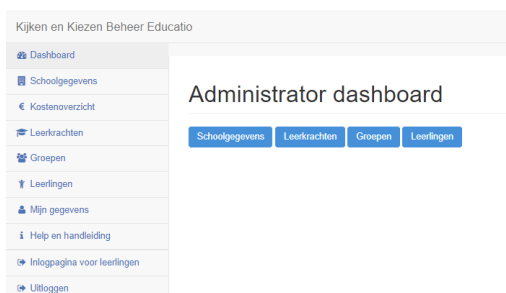 Kijken en Kiezen Beheer Educatio
Dashboard
Schoolgegevens
€ Kostenoverzicht
Leerkrachten
Groepen
Leerlingen
Mijn gegevens
Help en handleiding
Inlogpagina voor leerlingen
Uitloggen
Administrator dashboard
Schoolgegevens Leerkrachten Groepen Leerlingen